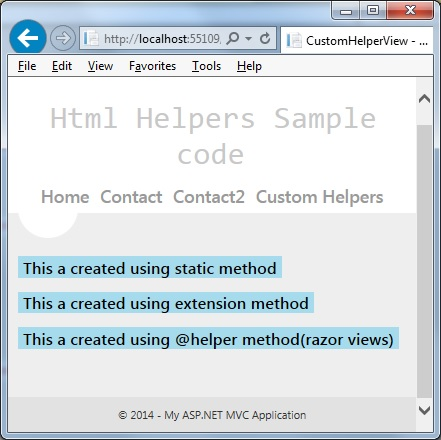 http://localhost:55109,
CustomHelperView - ...
File Edit View Favorites Tools Help
Html Helpers Sample
code
Home Contact Contact2 Custom Helpers
This a created using static method
This a created using extension method
This a created using @helper method(razor views)
© 2014 - My ASP.NET MVC Application